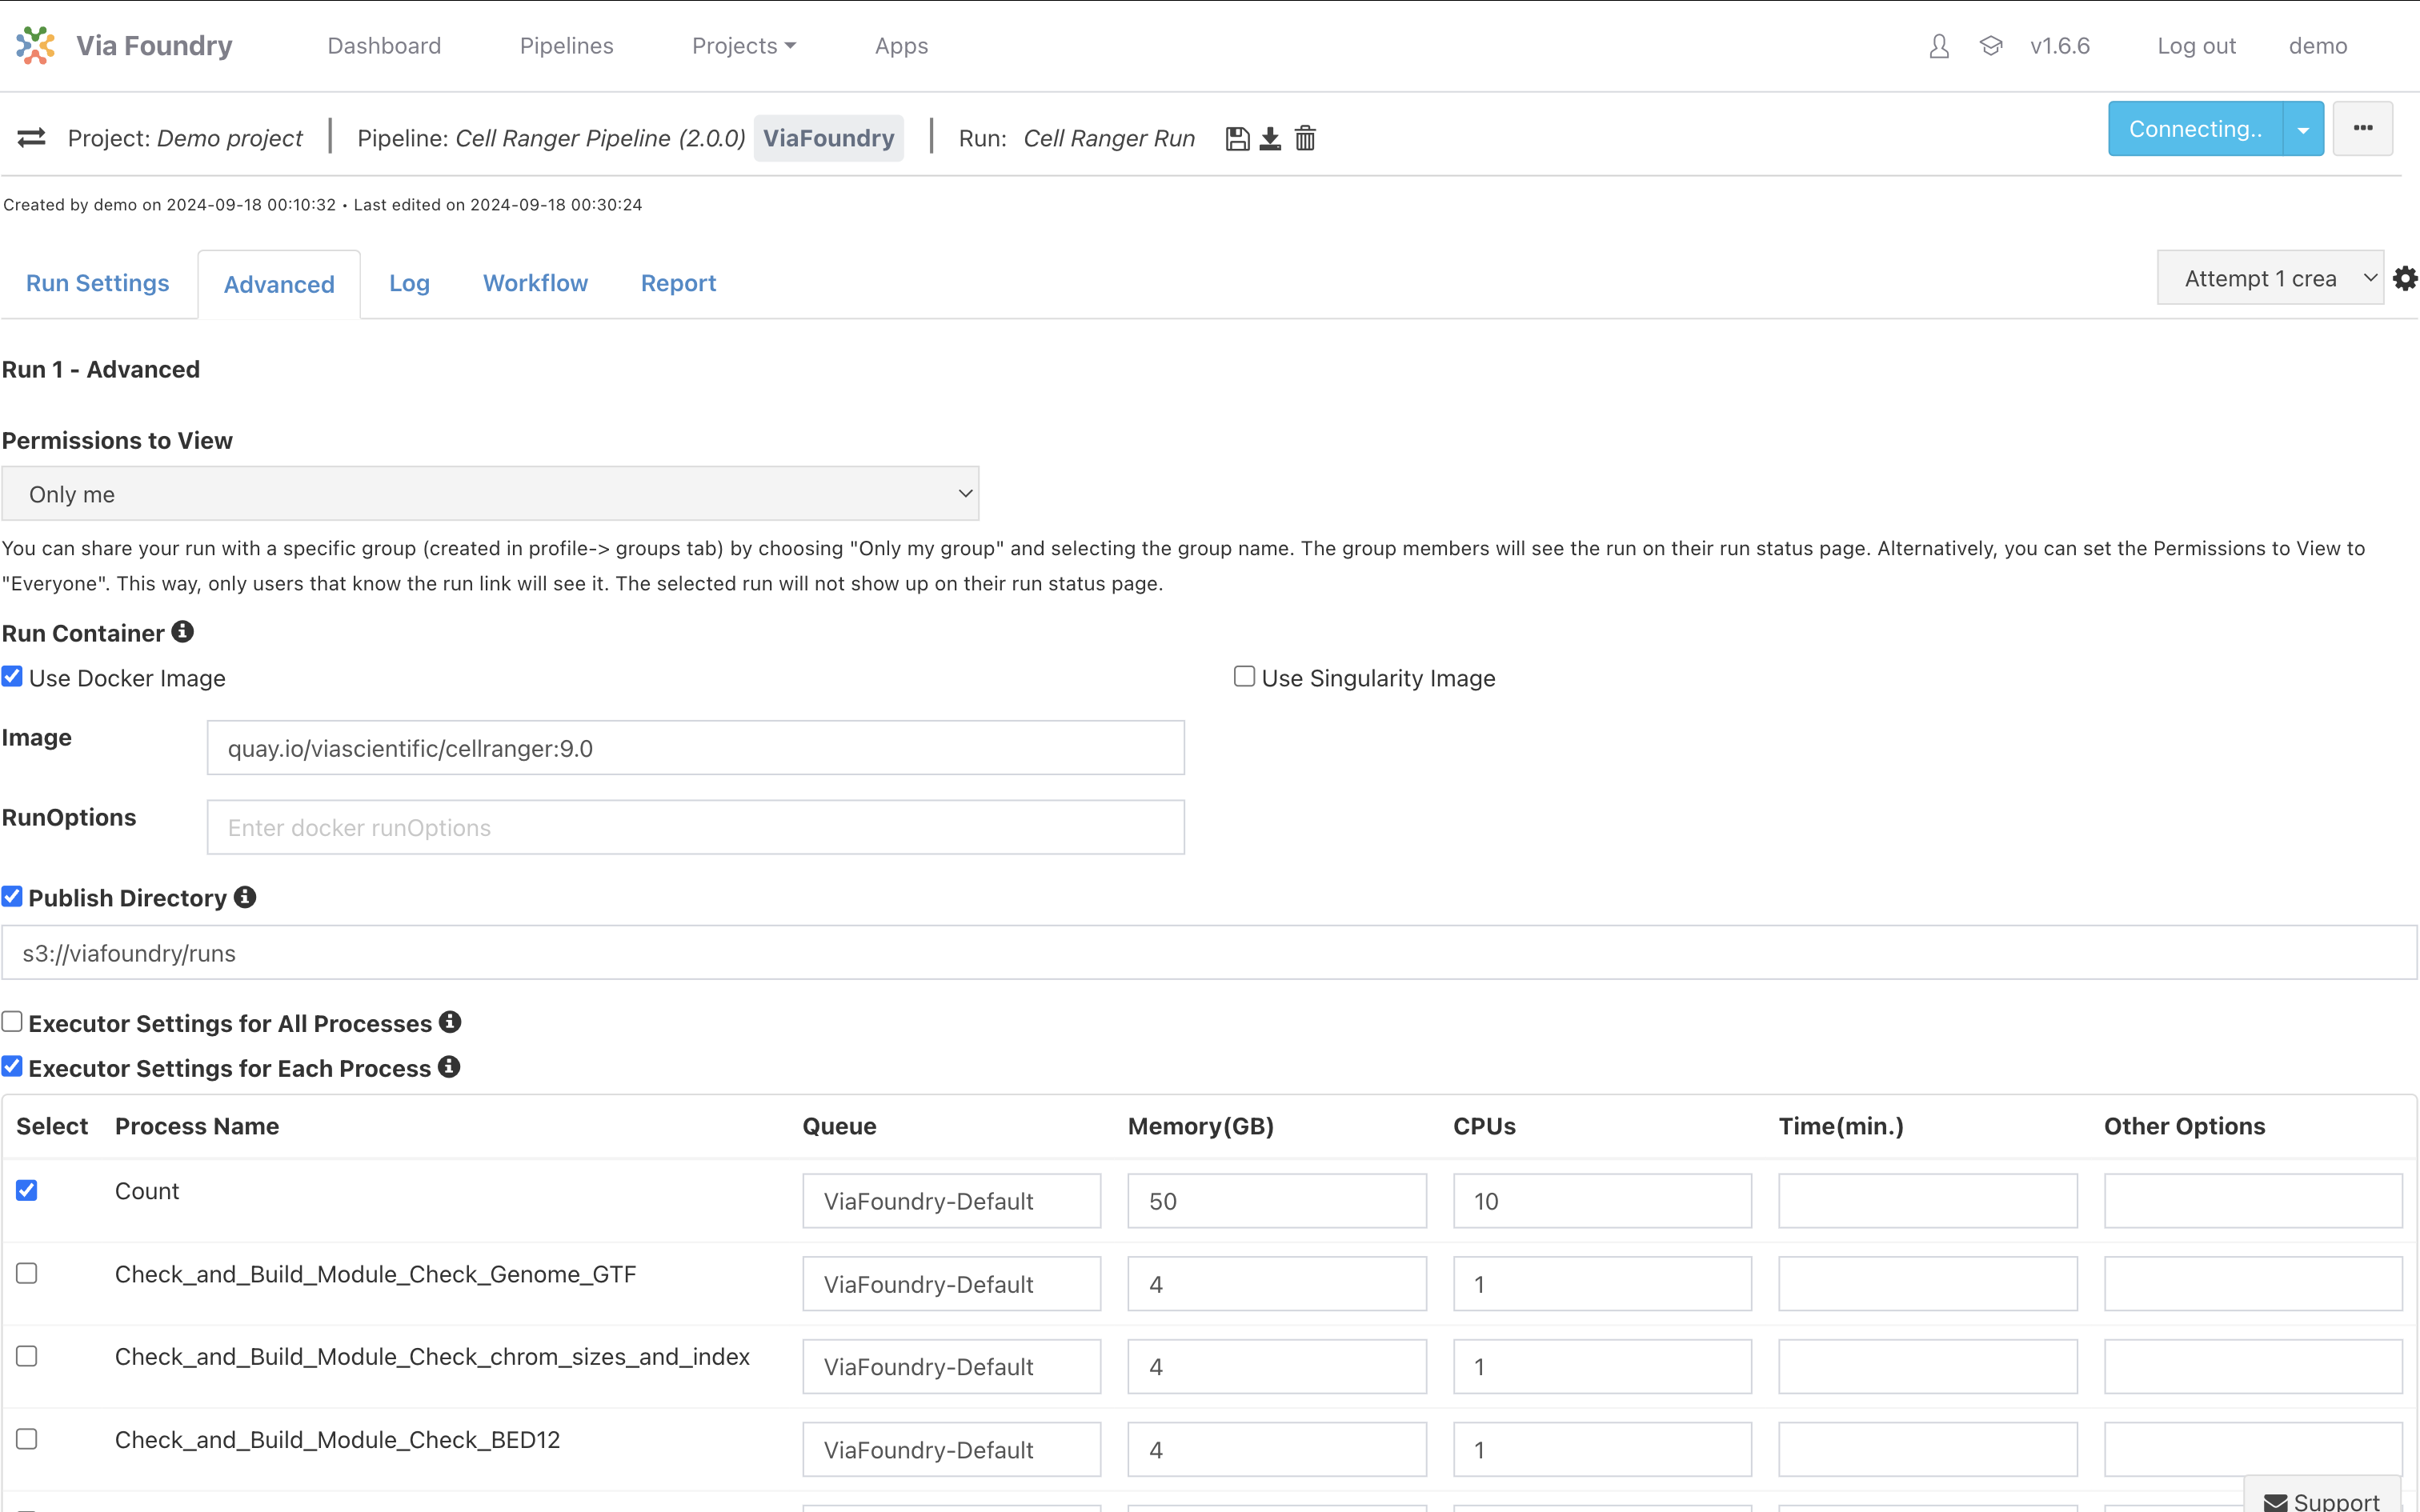 Via Foundry Dashboard Pipelines Projects Apps v1.6.6 Log out demo
Project: Demo project Pipeline: Cell Ranger Pipeline (2.0.0) ViaFoundry Run: Cell Ranger Run Connecting.. ...
Created by demo on 2024-09-18 00:10:32 • Last edited on 2024-09-18 00:30:24
Run Settings Advanced Log Workflow Report Attempt 1 crea
Run 1 - Advanced
Permissions to View
Only me
You can share your run with a specific group (created in profile-> groups tab) by choosing "Only my group" and selecting the group name. The group members will see the run on their run status page. Alternatively, you can set the Permissions to View to
"Everyone". This way, only users that know the run link will see it. The selected run will not show up on their run status page.
Run Container
Use Docker Image Use Singularity Image
Image quay.io/viascientific/cellranger:9.0
RunOptions Enter docker runOptions
Publish Directory
s3://viafoundry/runs
Executor Settings for All Processes
Executor Settings for Each Process
Select Process Name Queue Memory(GB) CPUs Time(min.) Other Options
Count ViaFoundry-Default 50 10
Check_and_Build_Module_Check_Genome_GTF ViaFoundry-Default 4 1
Check_and_Build_Module_Check_chrom_sizes_and_index ViaFoundry-Default 4 1
Check_and_Build_Module_Check_BED12 ViaFoundry-Default 4 1
Support